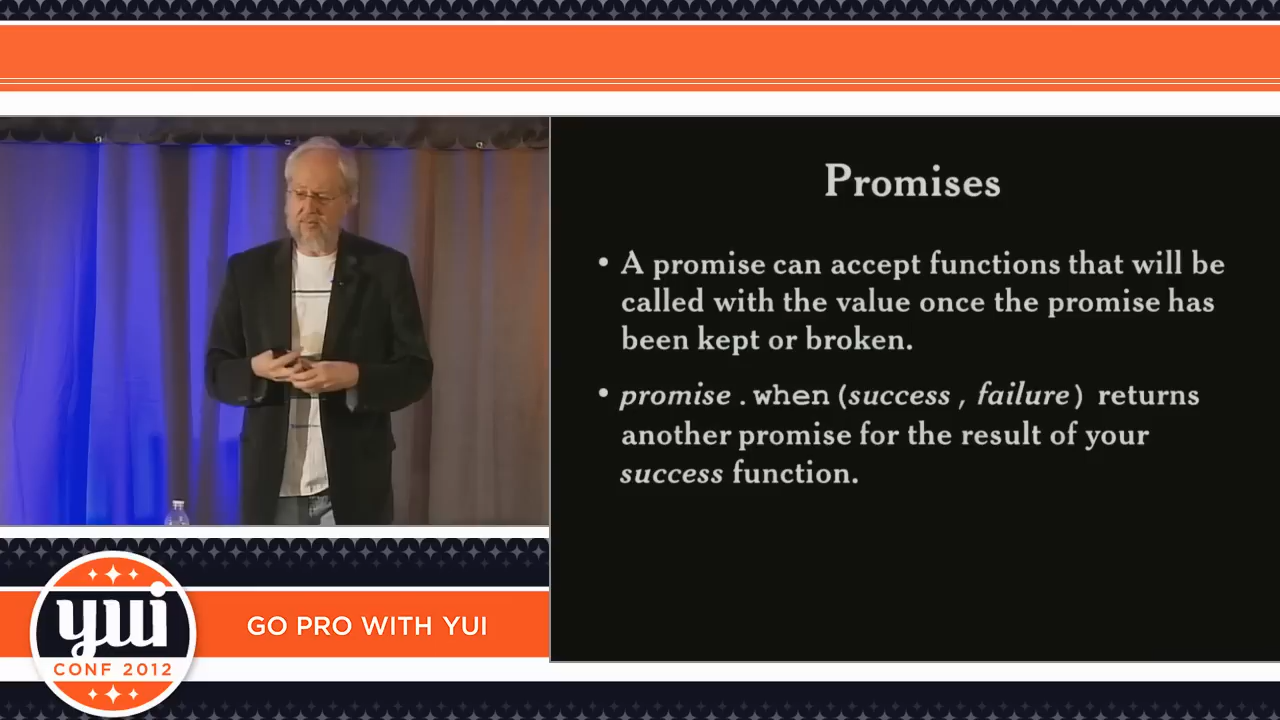 Promises
• A promise can accept functions that will be
called with the value once the promise has
been kept or broken.
• promise . when (success , failure) returns
another promise for the result of your
success function.
GO PRO WITH YUI
yui
CONF 2012